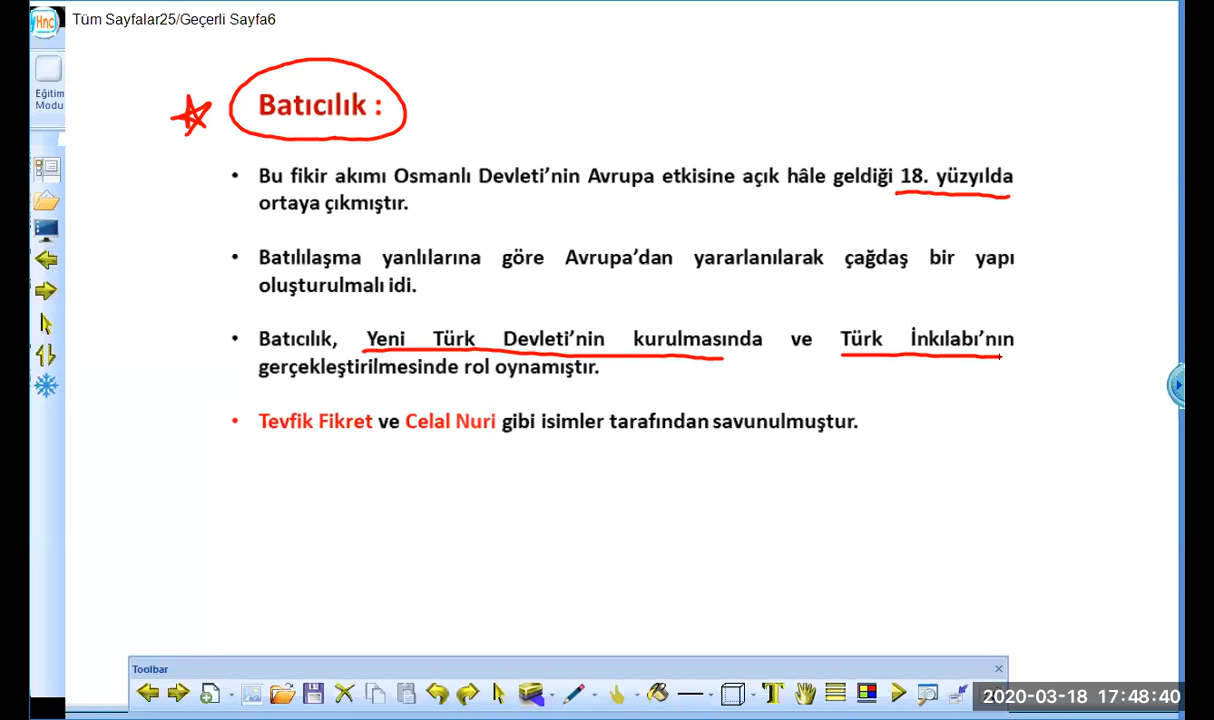 Hnc
Tüm Sayfalar25/Geçerli Sayfa6
Eğitim
Modu
Batıcılık :
• Bu fikir akımı Osmanlı Devleti’nin Avrupa etkisine açık hâle geldiği 18. yüzyılda
ortaya çıkmıştır.
• Batılılaşma yanlılarına göre Avrupa’dan yararlanılarak çağdaş bir yapı
oluşturulmalı idi.
• Batıcılık, Yeni Türk Devleti’nin kurulmasında ve Türk İnkılabı’nın
gerçekleştirilmesinde rol oynamıştır.
• Tevfik Fikret ve Celal Nuri gibi isimler tarafından savunulmuştur.
Toolbar
2020-03-18 17:48:40